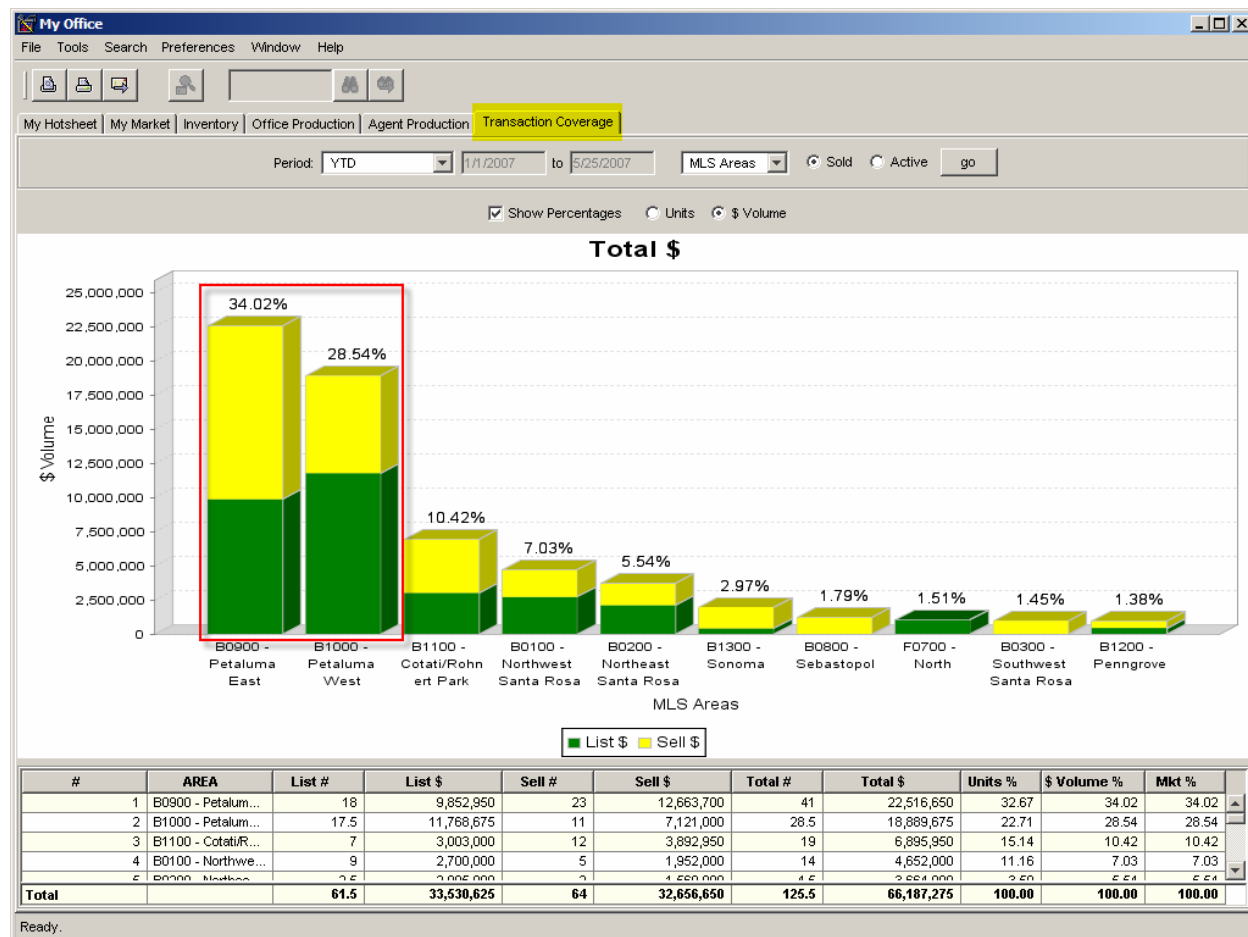 My Office
File Tools Search Preferences Window Help
My Hotsheet My Market Inventory Office Production Agent Production Transaction Coverage
Period: YTD 1/1/2007 to 5/25/2007 MLS Areas Sold Active go
Show Percentages Units $ Volume
Total $
25,000,000
22,500,000
20,000,000
17,500,000
15,000,000
12,500,000
10,000,000
7,500,000
5,000,000
2,500,000
0
$ Volume
34.02%
28.54%
10.42%
7.03%
5.54%
2.97%
1.79%
1.51%
1.45%
1.38%
B0900 - B1000 - B1100 - B0100 - B0200 - B1300 - B0800 - F0700 - B0300 - B1200 -
Petaluma Petaluma Cotati/Rohn Northwest Northeast Sonoma Sebastopol North Southwest Penngrove
East West ert Park Santa Rosa Santa Rosa Santa Rosa
MLS Areas
List $ Sell $
# AREA List # List $ Sell # Sell $ Total # Total $ Units % $ Volume % Mkt %
1 B0900 - Petalum... 18 9,852,950 23 12,663,700 41 22,516,650 32.67 34.02 34.02
2 B1000 - Petalum... 17.5 11,768,675 11 7,121,000 28.5 18,889,675 22.71 28.54 28.54
3 B1100 - Cotati/R... 7 3,003,000 12 3,892,950 19 6,895,950 15.14 10.42 10.42
4 B0100 - Northwe... 9 2,700,000 5 1,952,000 14 4,652,000 11.16 7.03 7.03
Total 61.5 33,530,625 64 32,656,650 125.5 66,187,275 100.00 100.00 100.00
Ready.